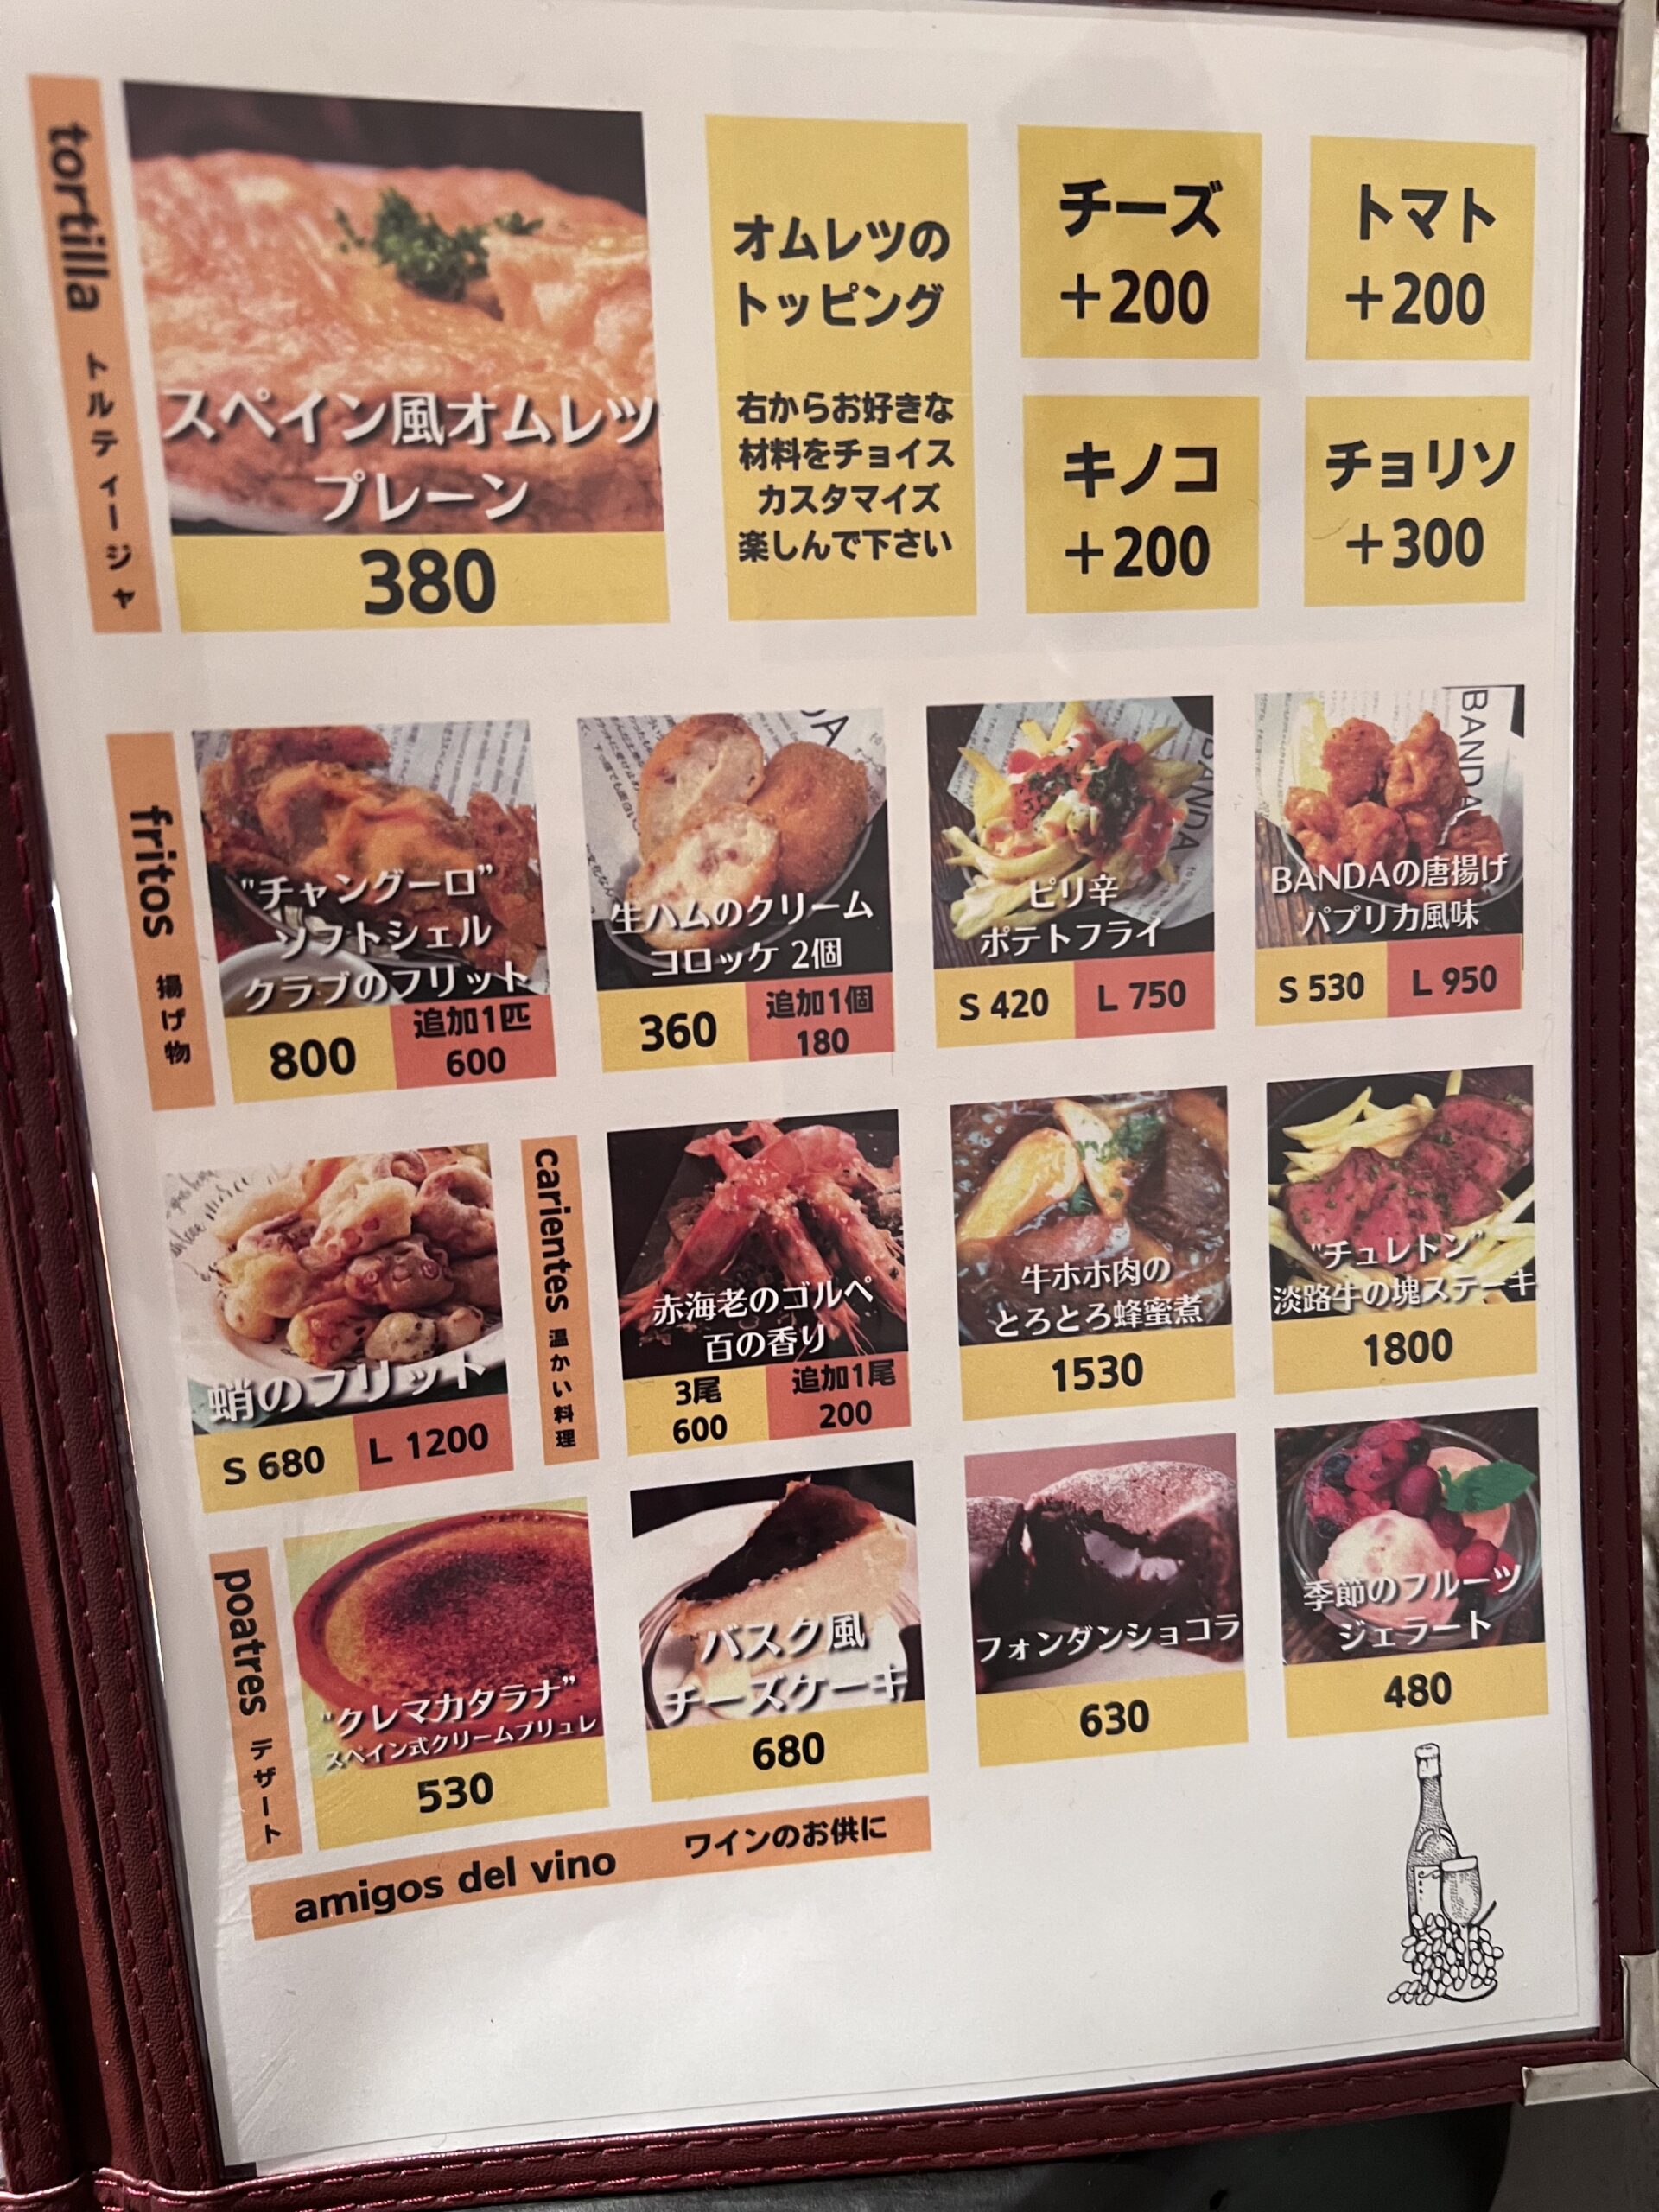 tortilla トルティージャ
スペイン風オムレツ
プレーン
380
オムレツの
トッピング
右からお好きな
材料をチョイス
カスタマイズ
楽しんで下さい
チーズ
+200
トマト
+200
キノコ
+200
チョリソ
+300
fritos 揚げ物
"チャングーロ"
ソフトシェル
クラブのフリット
800
追加1匹
600
生ハムのクリーム
コロッケ 2個
360
追加1個
180
BANDA
ピリ辛
ポテトフライ
S 420
L 750
BANDA
BANDAの唐揚げ
パプリカ風味
S 530
L 950
蛸のフリット
S 680
L 1200
carientes 温かい料理
赤海老のゴルペ
百の香り
3尾
600
追加1尾
200
牛ホホ肉の
とろとろ蜂蜜煮
1530
"チュレトン"
淡路牛の塊ステーキ
1800
poatres デザート
"クレマカタラナ"
スペイン式クリームブリュレ
530
バスク風
チーズケーキ
680
フォンダンショコラ
630
季節のフルーツ
ジェラート
480
amigos del vino ワインのお供に